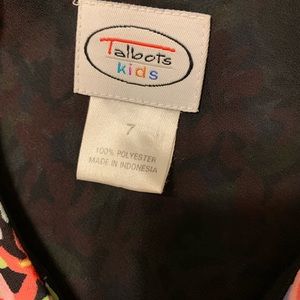 Talbots
kids
7
100% POLYESTER
MADE IN INDONESIA